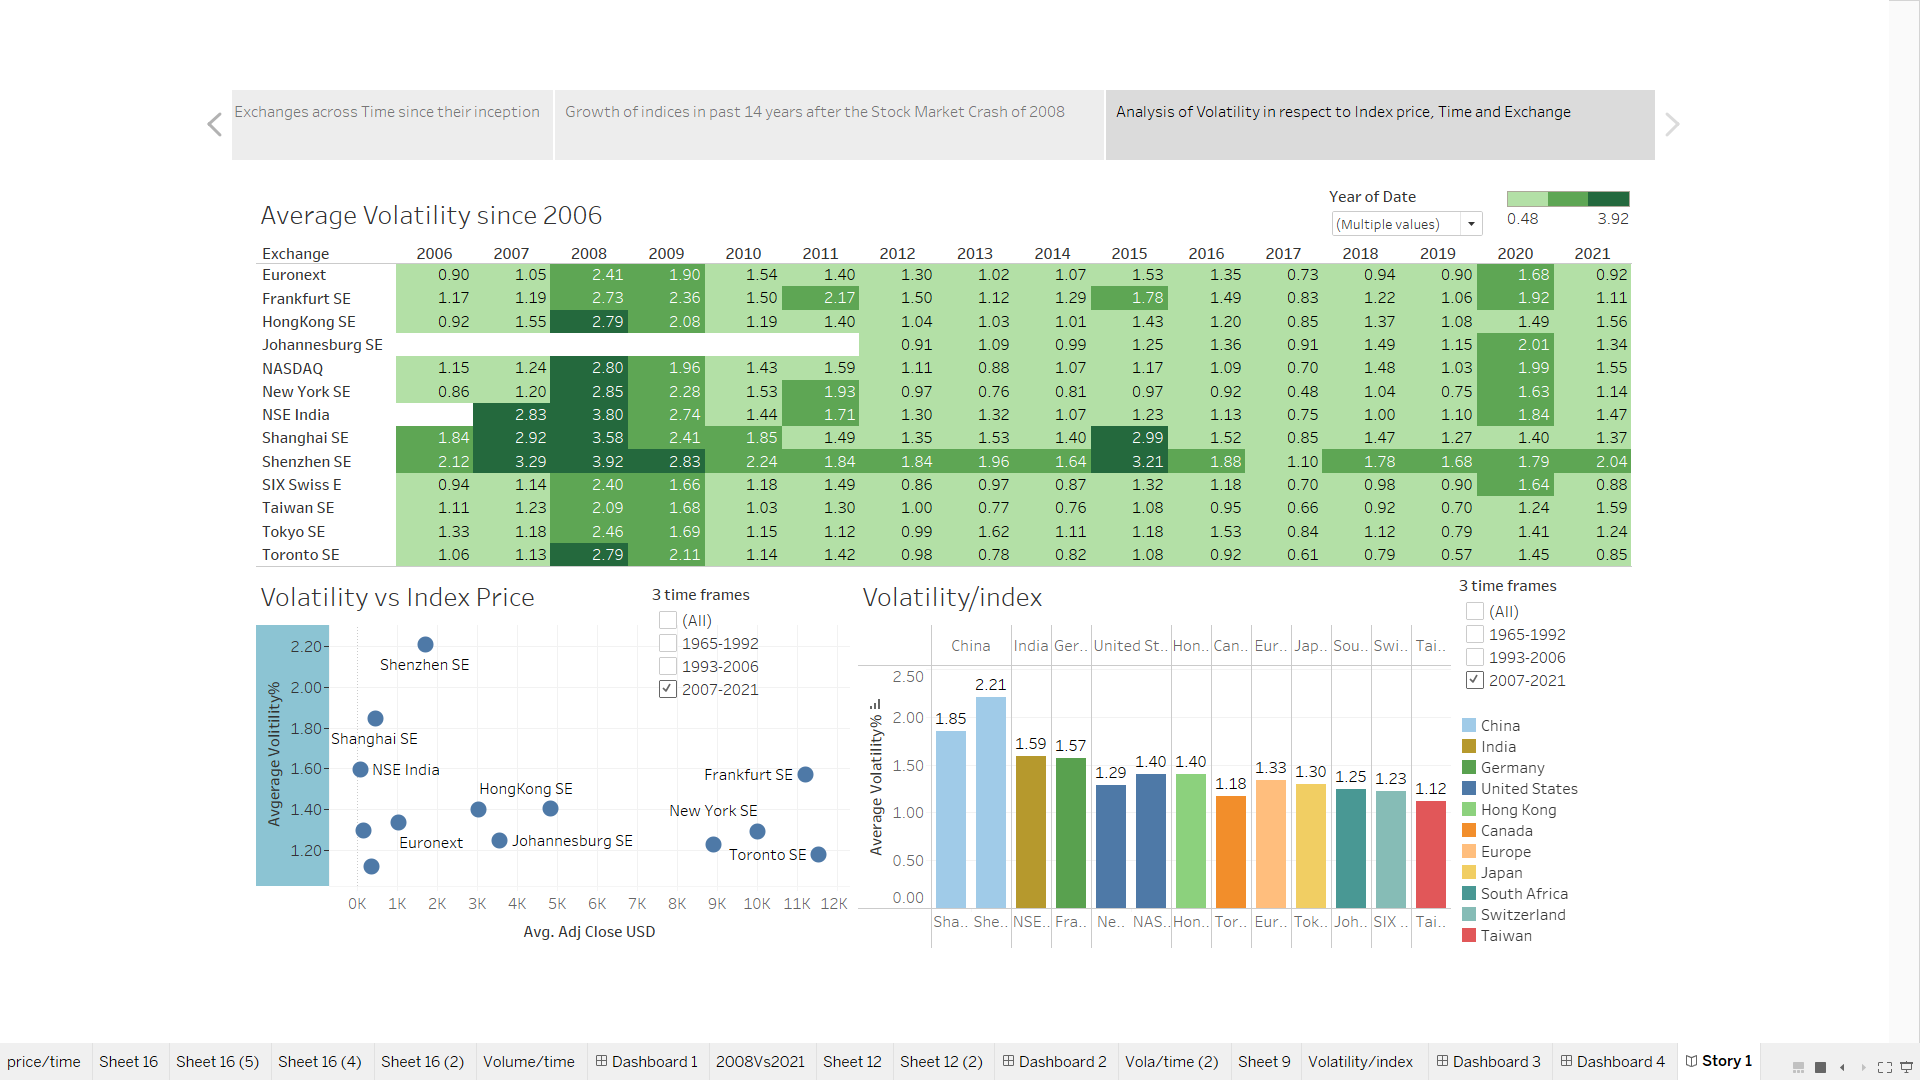 Exchanges across Time since their inception
Growth of indices in past 14 years after the Stock Market Crash of 2008
Analysis of Volatility in respect to Index price, Time and Exchange
Average Volatility since 2006
Year of Date
(Multiple values)
0.48 3.92
Exchange 2006 2007 2008 2009 2010 2011 2012 2013 2014 2015 2016 2017 2018 2019 2020 2021
Euronext 0.90 1.05 2.41 1.90 1.54 1.40 1.30 1.02 1.07 1.53 1.35 0.73 0.94 0.90 1.68 0.92
Frankfurt SE 1.17 1.19 2.73 2.36 1.50 2.17 1.50 1.12 1.29 1.78 1.49 0.83 1.22 1.06 1.92 1.11
HongKong SE 0.92 1.55 2.79 2.08 1.19 1.40 1.04 1.03 1.01 1.43 1.20 0.85 1.37 1.08 1.49 1.56
Johannesburg SE 0.91 1.09 0.99 1.25 1.36 0.91 1.49 1.15 2.01 1.34
NASDAQ 1.15 1.24 2.80 1.96 1.43 1.59 1.11 0.88 1.07 1.17 1.09 0.70 1.48 1.03 1.99 1.55
New York SE 0.86 1.20 2.85 2.28 1.53 1.93 0.97 0.76 0.81 0.97 0.92 0.48 1.04 0.75 1.63 1.14
NSE India 2.83 3.80 2.74 1.44 1.71 1.30 1.32 1.07 1.23 1.13 0.75 1.00 1.10 1.84 1.47
Shanghai SE 1.84 2.92 3.58 2.41 1.85 1.49 1.35 1.53 1.40 2.99 1.52 0.85 1.47 1.27 1.40 1.37
Shenzhen SE 2.12 3.29 3.92 2.83 2.24 1.84 1.84 1.96 1.64 3.21 1.88 1.10 1.78 1.68 1.79 2.04
SIX Swiss E 0.94 1.14 2.40 1.66 1.18 1.49 0.86 0.97 0.87 1.32 1.18 0.70 0.98 0.90 1.64 0.88
Taiwan SE 1.11 1.23 2.09 1.68 1.03 1.30 1.00 0.77 0.76 1.08 0.95 0.66 0.92 0.70 1.24 1.59
Tokyo SE 1.33 1.18 2.46 1.69 1.15 1.12 0.99 1.62 1.11 1.18 1.53 0.84 1.12 0.79 1.41 1.24
Toronto SE 1.06 1.13 2.79 2.11 1.14 1.42 0.98 0.78 0.82 1.08 0.92 0.61 0.79 0.57 1.45 0.85
Volatility vs Index Price
3 time frames
(All)
1965-1992
1993-2006
2007-2021
Avgerage Volitility%
2.20
2.00
1.80
1.60
1.40
1.20
Shenzhen SE
Shanghai SE
NSE India
Frankfurt SE
HongKong SE
New York SE
Euronext
Johannesburg SE
Toronto SE
0K 1K 2K 3K 4K 5K 6K 7K 8K 9K 10K 11K 12K
Avg. Adj Close USD
Volatility/index
China India Ger.. United St.. Hon.. Can.. Eur.. Jap.. Sou.. Swi.. Tai..
Average Volatility%
2.50
2.00
1.50
1.00
0.50
0.00
1.85 2.21 1.59 1.57 1.29 1.40 1.40 1.18 1.33 1.30 1.25 1.23 1.12
Sha.. She.. NSE.. Fra.. Ne.. NAS.. Hon.. Tor.. Eur.. Tok.. Joh.. SIX .. Tai..
3 time frames
(All)
1965-1992
1993-2006
2007-2021
China
India
Germany
United States
Hong Kong
Canada
Europe
Japan
South Africa
Switzerland
Taiwan
price/time Sheet 16 Sheet 16 (5) Sheet 16 (4) Sheet 16 (2) Volume/time Dashboard 1 2008Vs2021 Sheet 12 Sheet 12 (2) Dashboard 2 Vola/time (2) Sheet 9 Volatility/index Dashboard 3 Dashboard 4 Story 1